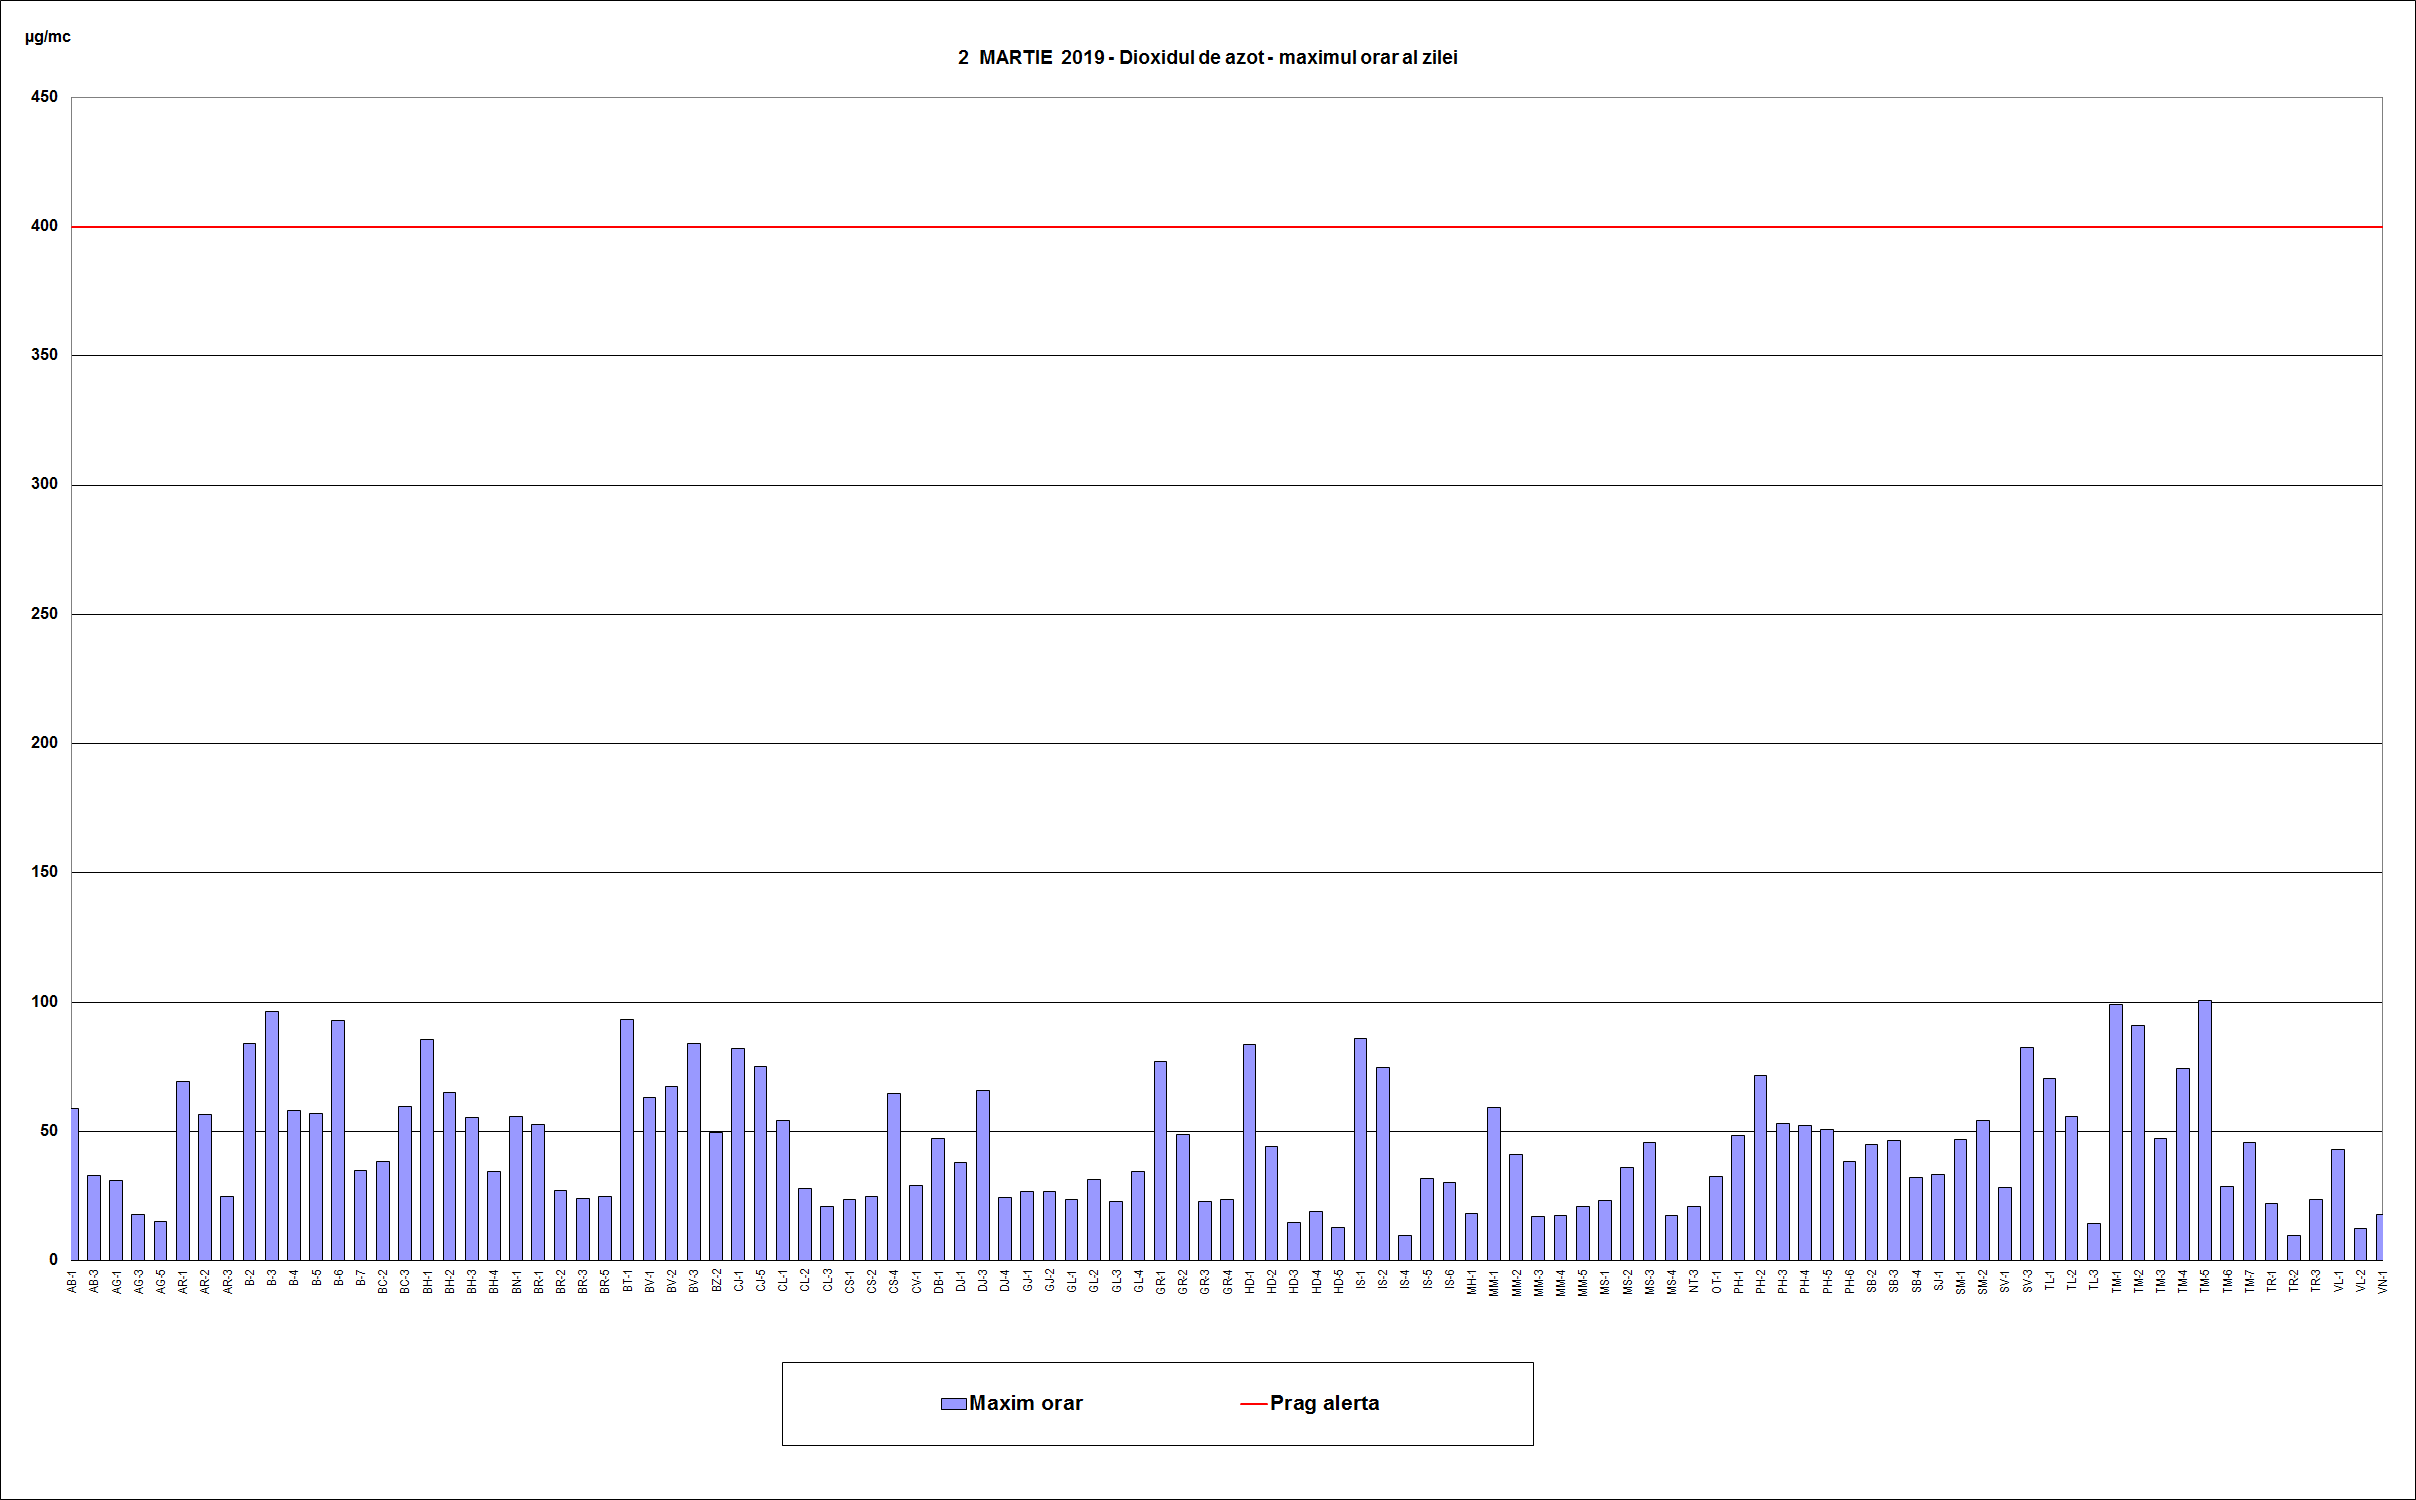 µg/mc
2 MARTIE 2019 - Dioxidul de azot - maximul orar al zilei
450
400
350
300
250
200
150
100
50
0
AB-1 AB-3 AG-1 AG-3 AG-5 AR-1 AR-2 AR-3 B-2 B-3 B-4 B-5 B-6 B-7 BC-2 BC-3 BH-1 BH-2 BH-3 BH-4 BN-1 BR-1 BR-2 BR-3 BR-5 BT-1 BV-1 BV-2 BV-3 BZ-2 CJ-1 CJ-5 CL-1 CL-2 CL-3 CS-1 CS-2 CS-4 CV-1 DB-1 DJ-1 DJ-3 DJ-4 GJ-1 GJ-2 GL-1 GL-2 GL-3 GL-4 GR-1 GR-2 GR-3 GR-4 HD-1 HD-2 HD-3 HD-4 HD-5 IS-1 IS-2 IS-4 IS-5 IS-6 MH-1 MM-1 MM-2 MM-3 MM-4 MM-5 MS-1 MS-2 MS-3 MS-4 NT-3 OT-1 PH-1 PH-2 PH-3 PH-4 PH-5 PH-6 SB-2 SB-3 SB-4 SJ-1 SM-1 SM-2 SV-1 SV-3 TL-1 TL-2 TL-3 TM-1 TM-2 TM-3 TM-4 TM-5 TM-6 TM-7 TR-1 TR-2 TR-3 VL-1 VL-2 VN-1
Maxim orar Prag alerta